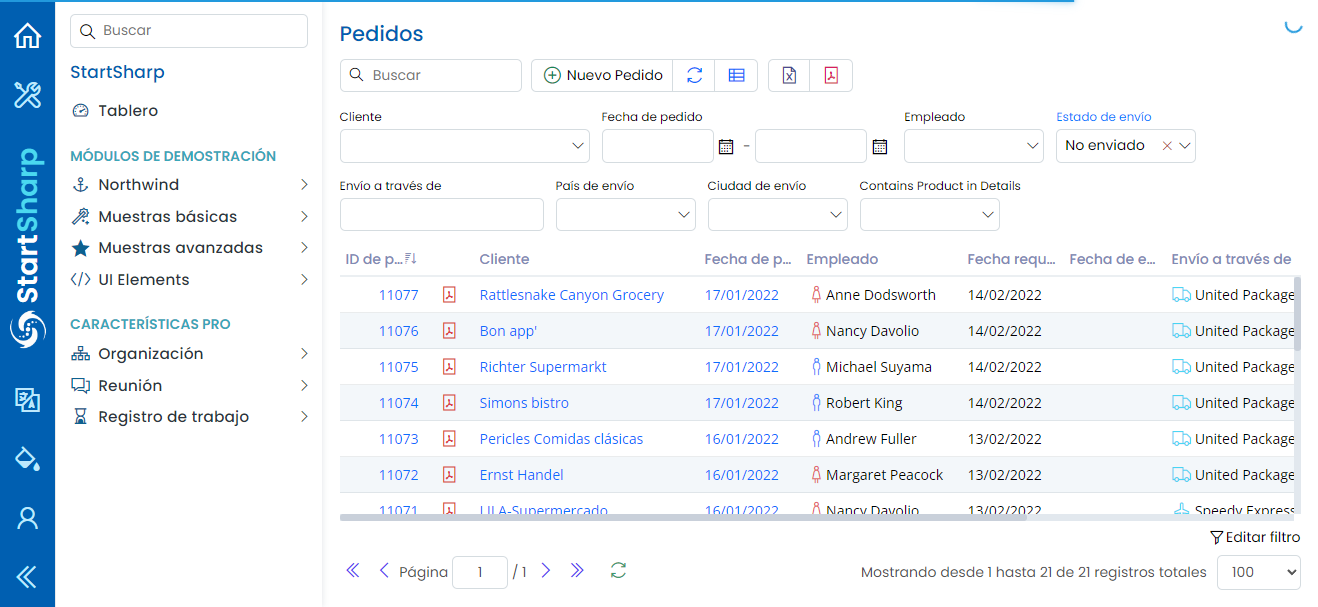 StartSharp
Buscar
StartSharp
Tablero
MÓDULOS DE DEMOSTRACIÓN
Northwind
Muestras básicas
Muestras avanzadas
UI Elements
CARACTERÍSTICAS PRO
Organización
Reunión
Registro de trabajo
Pedidos
Buscar
Nuevo Pedido
Cliente Fecha de pedido Empleado Estado de envío
- No enviado
Envío a través de País de envío Ciudad de envío Contains Product in Details
ID de p... Cliente Fecha de p... Empleado Fecha requ... Fecha de e... Envío a través de
11077 Rattlesnake Canyon Grocery 17/01/2022 Anne Dodsworth 14/02/2022 United Package
11076 Bon app' 17/01/2022 Nancy Davolio 14/02/2022 United Package
11075 Richter Supermarkt 17/01/2022 Michael Suyama 14/02/2022 United Package
11074 Simons bistro 17/01/2022 Robert King 14/02/2022 United Package
11073 Pericles Comidas clásicas 16/01/2022 Andrew Fuller 13/02/2022 United Package
11072 Ernst Handel 16/01/2022 Margaret Peacock 13/02/2022 United Package
11071 LILA-Supermercado 16/01/2022 Nancy Davolio 13/02/2022 Speedy Express
Editar filtro
Página 1 / 1 Mostrando desde 1 hasta 21 de 21 registros totales 100